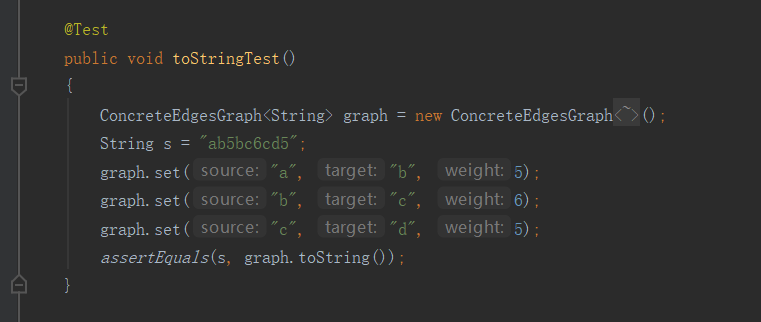 @Test
public void toStringTest()
{
ConcreteEdgesGraph<String> graph = new ConcreteEdgesGraph<~>();
String s = "ab5bc6cd5";
graph.set( source: "a", target: "b", weight: 5);
graph.set( source: "b", target: "c", weight: 6);
graph.set( source: "c", target: "d", weight: 5);
assertEquals(s, graph.toString());
}